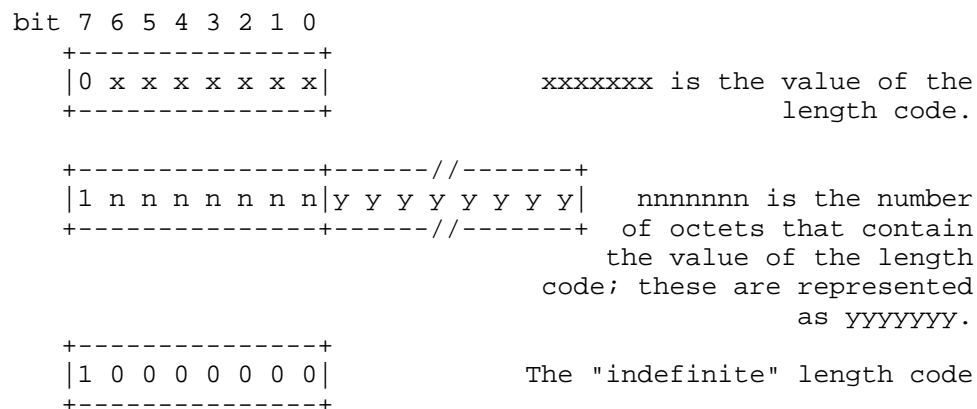 bit 7 6 5 4 3 2 1 0
+---------------+
|0 x x x x x x x| xxxxxxx is the value of the
+---------------+ length code.
+---------------+------//-------+
|1 n n n n n n n|y y y y y y y y| nnnnnnn is the number
+---------------+------//-------+ of octets that contain
the value of the length
code; these are represented
as yyyyyyy.
+---------------+
|1 0 0 0 0 0 0 0| The "indefinite" length code
+---------------+